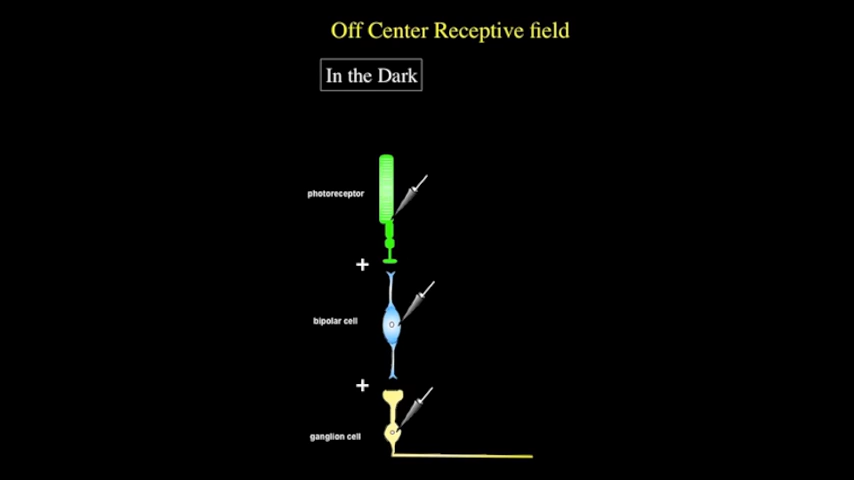 Off Center Receptive field
In the Dark
photoreceptor
+
bipolar cell
+
ganglion cell